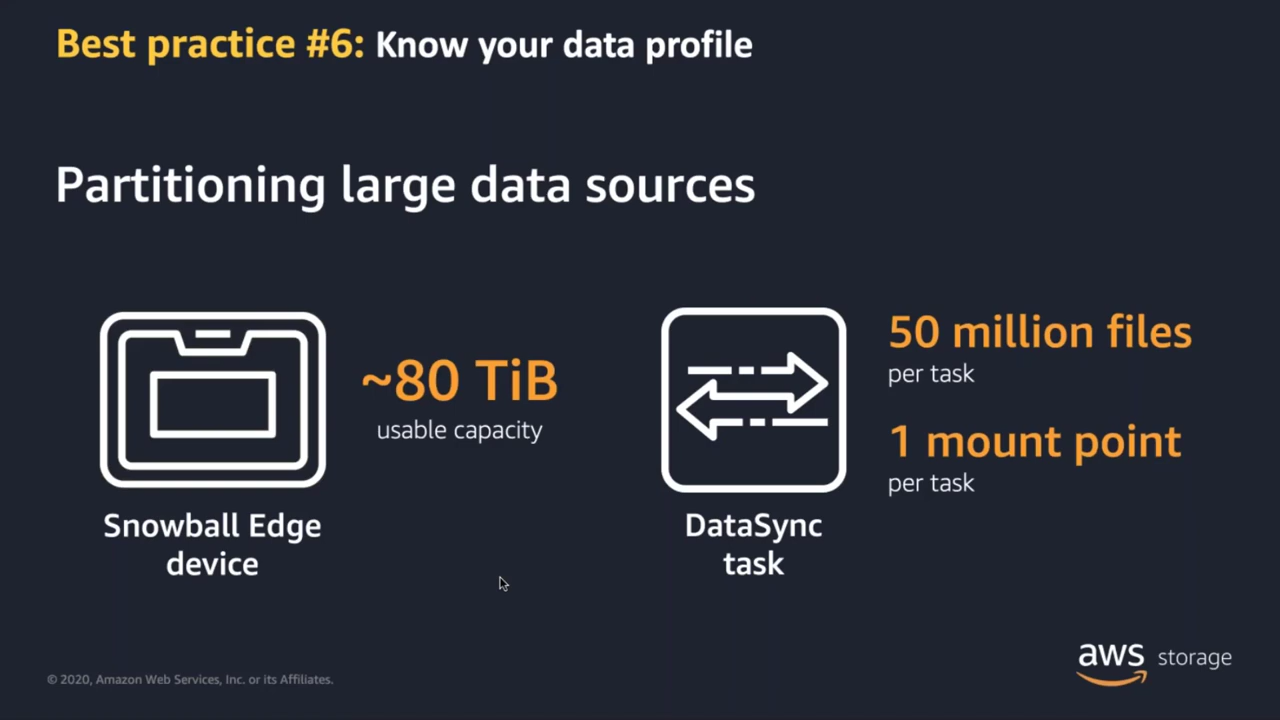 Best practice #6: Know your data profile
Partitioning large data sources
~80 TiB
usable capacity
Snowball Edge
device
50 million files
per task
1 mount point
per task
DataSync
task
© 2020, Amazon Web Services, Inc. or its Affiliates.
aws storage